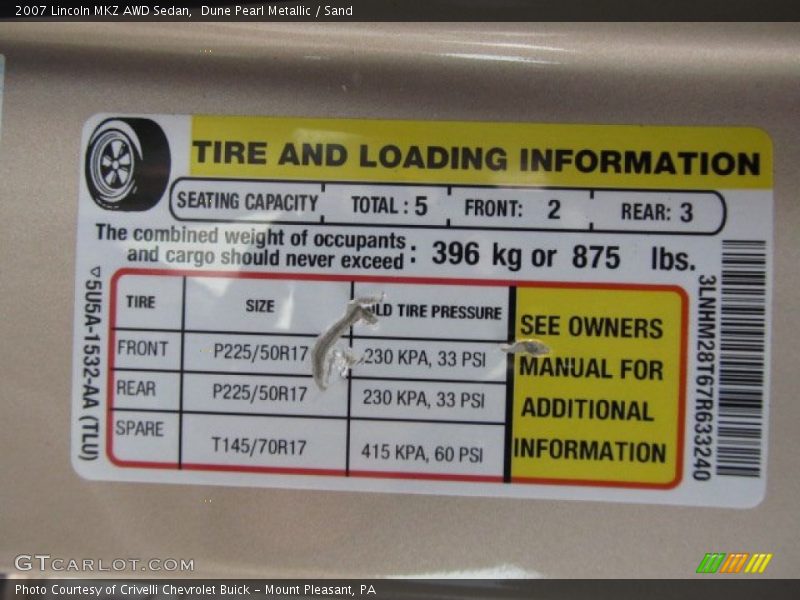 2007 Lincoln MKZ AWD Sedan, Dune Pearl Metallic / Sand
TIRE AND LOADING INFORMATION
SEATING CAPACITY TOTAL : 5 FRONT: 2 REAR: 3
The combined weight of occupants
and cargo should never exceed : 396 kg or 875 lbs.
TIRE SIZE TIRE PRESSURE
FRONT P225/50R17 230 KPA, 33 PSI
REAR P225/50R17 230 KPA, 33 PSI
SPARE T145/70R17 415 KPA, 60 PSI
SEE OWNERS
MANUAL FOR
ADDITIONAL
INFORMATION
5U5A-1532-AA (TLU)
3LNHM28T67R633240
GTCARLOT.COM
Photo Courtesy of Crivelli Chevrolet Buick - Mount Pleasant, PA